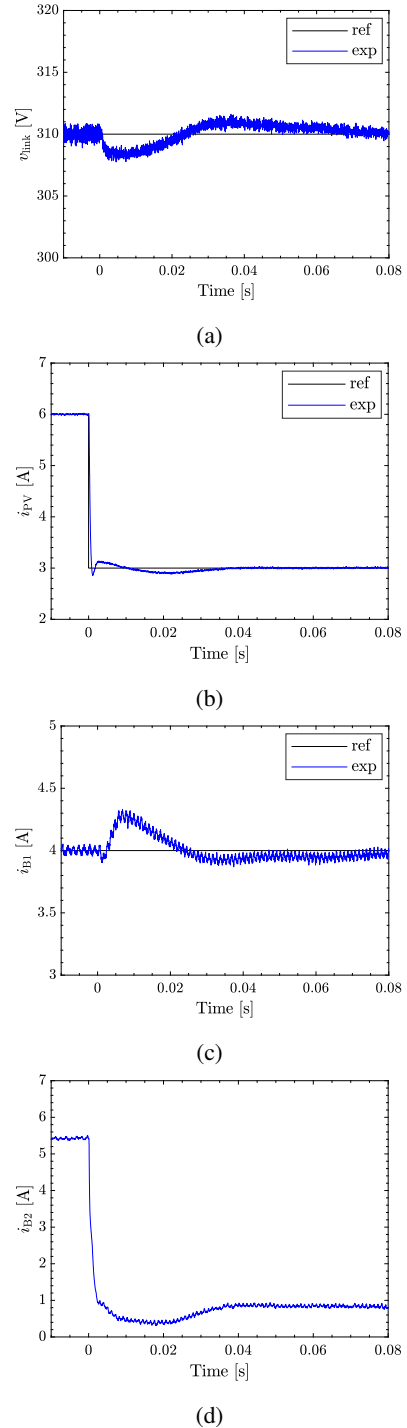 320
315
310
305
300
v_link [V]
ref
exp
0 0.02 0.04 0.06 0.08
Time [s]
(a)
7
6
5
4
3
2
i_PV [A]
ref
exp
0 0.02 0.04 0.06 0.08
Time [s]
(b)
5
4.5
4
3.5
3
i_B1 [A]
ref
exp
0 0.02 0.04 0.06 0.08
Time [s]
(c)
7
6
5
4
3
2
1
0
i_B2 [A]
0 0.02 0.04 0.06 0.08
Time [s]
(d)